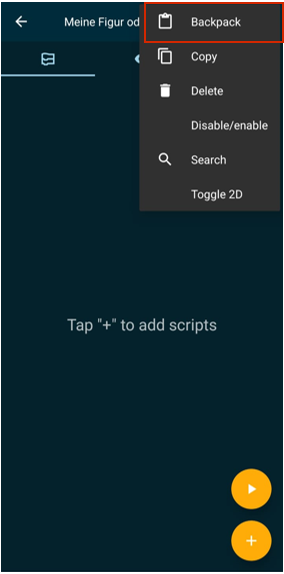 Meine Figur od
Backpack
Copy
Delete
Disable/enable
Search
Toggle 2D
Tap "+" to add scripts